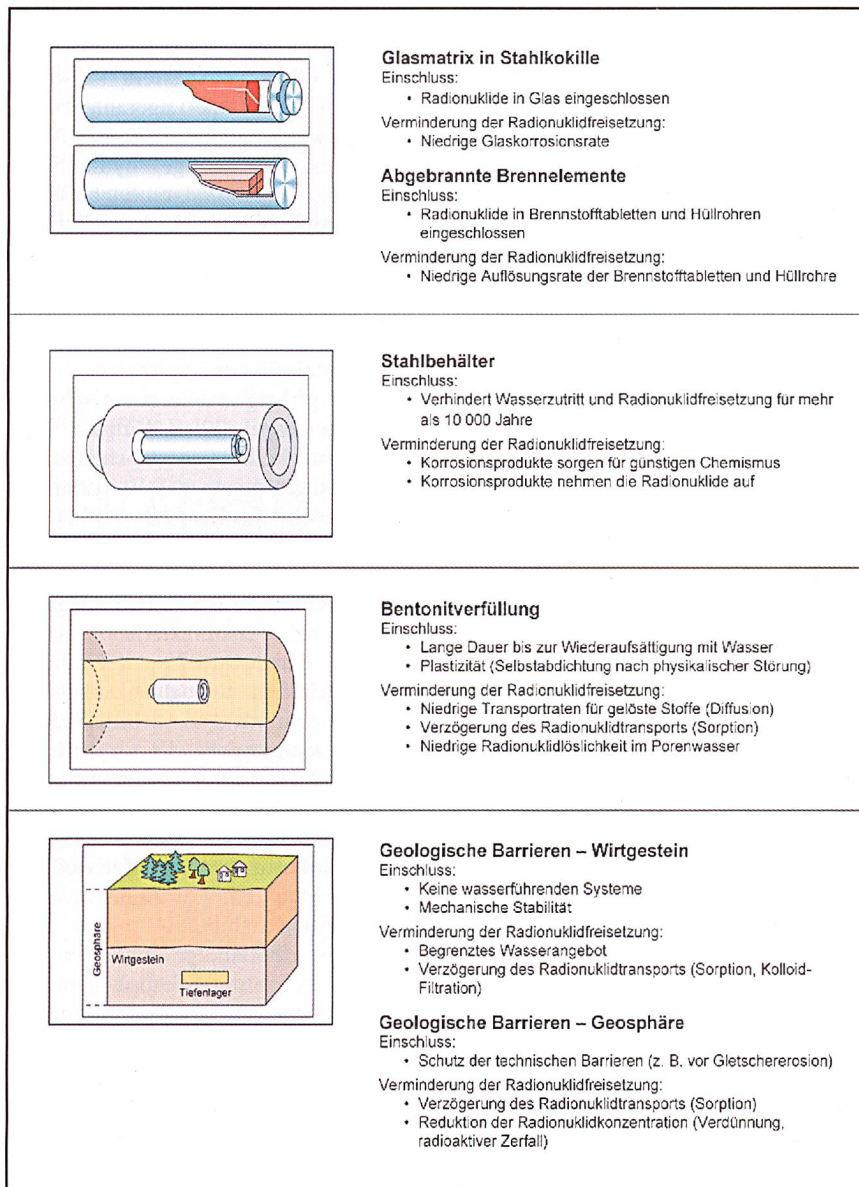 Glasmatrix in Stahlkokille
Einschluss:
• Radionuklide in Glas eingeschlossen
Verminderung der Radionuklidfreisetzung:
• Niedrige Glaskorrosionsrate
Abgebrannte Brennelemente
Einschluss:
• Radionuklide in Brennstofftabletten und Hüllrohren
eingeschlossen
Verminderung der Radionuklidfreisetzung:
• Niedrige Auflösungsrate der Brennstofftabletten und Hüllrohre
Stahlbehälter
Einschluss:
• Verhindert Wasserzutritt und Radionuklidfreisetzung für mehr
als 10 000 Jahre
Verminderung der Radionuklidfreisetzung:
• Korrosionsprodukte sorgen für günstigen Chemismus
• Korrosionsprodukte nehmen die Radionuklide auf
Bentonitverfüllung
Einschluss:
• Lange Dauer bis zur Wiederaufsättigung mit Wasser
• Plastizität (Selbstabdichtung nach physikalischer Störung)
Verminderung der Radionuklidfreisetzung:
• Niedrige Transportraten für gelöste Stoffe (Diffusion)
• Verzögerung des Radionuklidtransports (Sorption)
• Niedrige Radionuklidlöslichkeit im Porenwasser
Geosphäre
Wirtgestein
Tiefenlager
Geologische Barrieren – Wirtgestein
Einschluss:
• Keine wasserführenden Systeme
• Mechanische Stabilität
Verminderung der Radionuklidfreisetzung:
• Begrenztes Wasserangebot
• Verzögerung des Radionuklidtransports (Sorption, Kolloid-
Filtration)
Geologische Barrieren – Geosphäre
Einschluss:
• Schutz der technischen Barrieren (z. B. vor Gletschererosion)
Verminderung der Radionuklidfreisetzung:
• Verzögerung des Radionuklidtransports (Sorption)
• Reduktion der Radionuklidkonzentration (Verdünnung,
radioaktiver Zerfall)